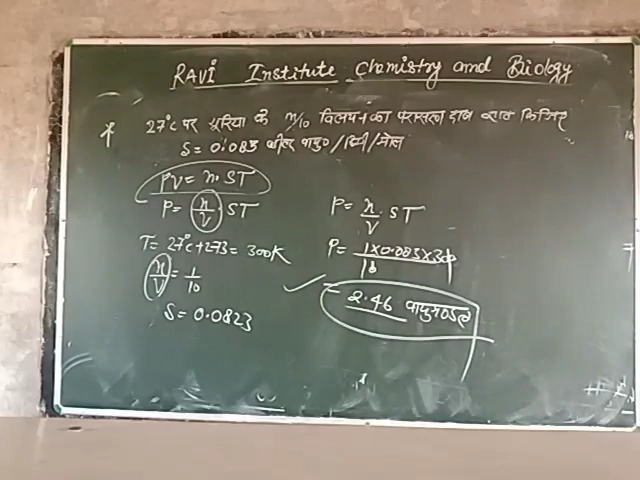 RAVI Institute Chemistry and Biology
* 27°C पर यूरिया के M/10 विलयन का परासरण दाब ज्ञात किजिए
S = 0.083 लीटर वायु०/डिग्री/मोल
PV = n.ST
P = n/V . ST
T = 27°C + 273 = 300K
n/V = 1/10
S = 0.0823
P = n/V . ST
P = 1×0.083×300/10
= 2.46 वायुमण्डल